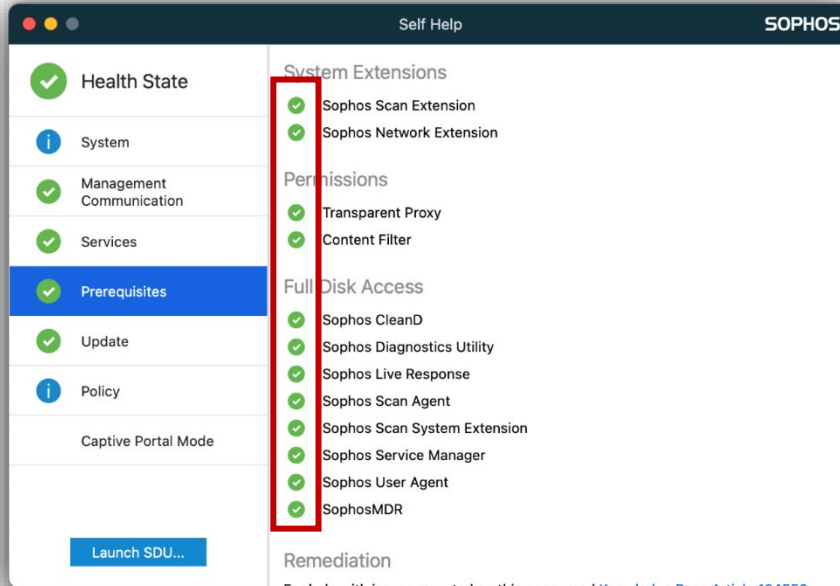 Self Help
SOPHOS
Health State
System
Management
Communication
Services
Prerequisites
Update
Policy
Captive Portal Mode
Launch SDU...
System Extensions
Sophos Scan Extension
Sophos Network Extension
Permissions
Transparent Proxy
Content Filter
Full Disk Access
Sophos CleanD
Sophos Diagnostics Utility
Sophos Live Response
Sophos Scan Agent
Sophos Scan System Extension
Sophos Service Manager
Sophos User Agent
SophosMDR
Remediation